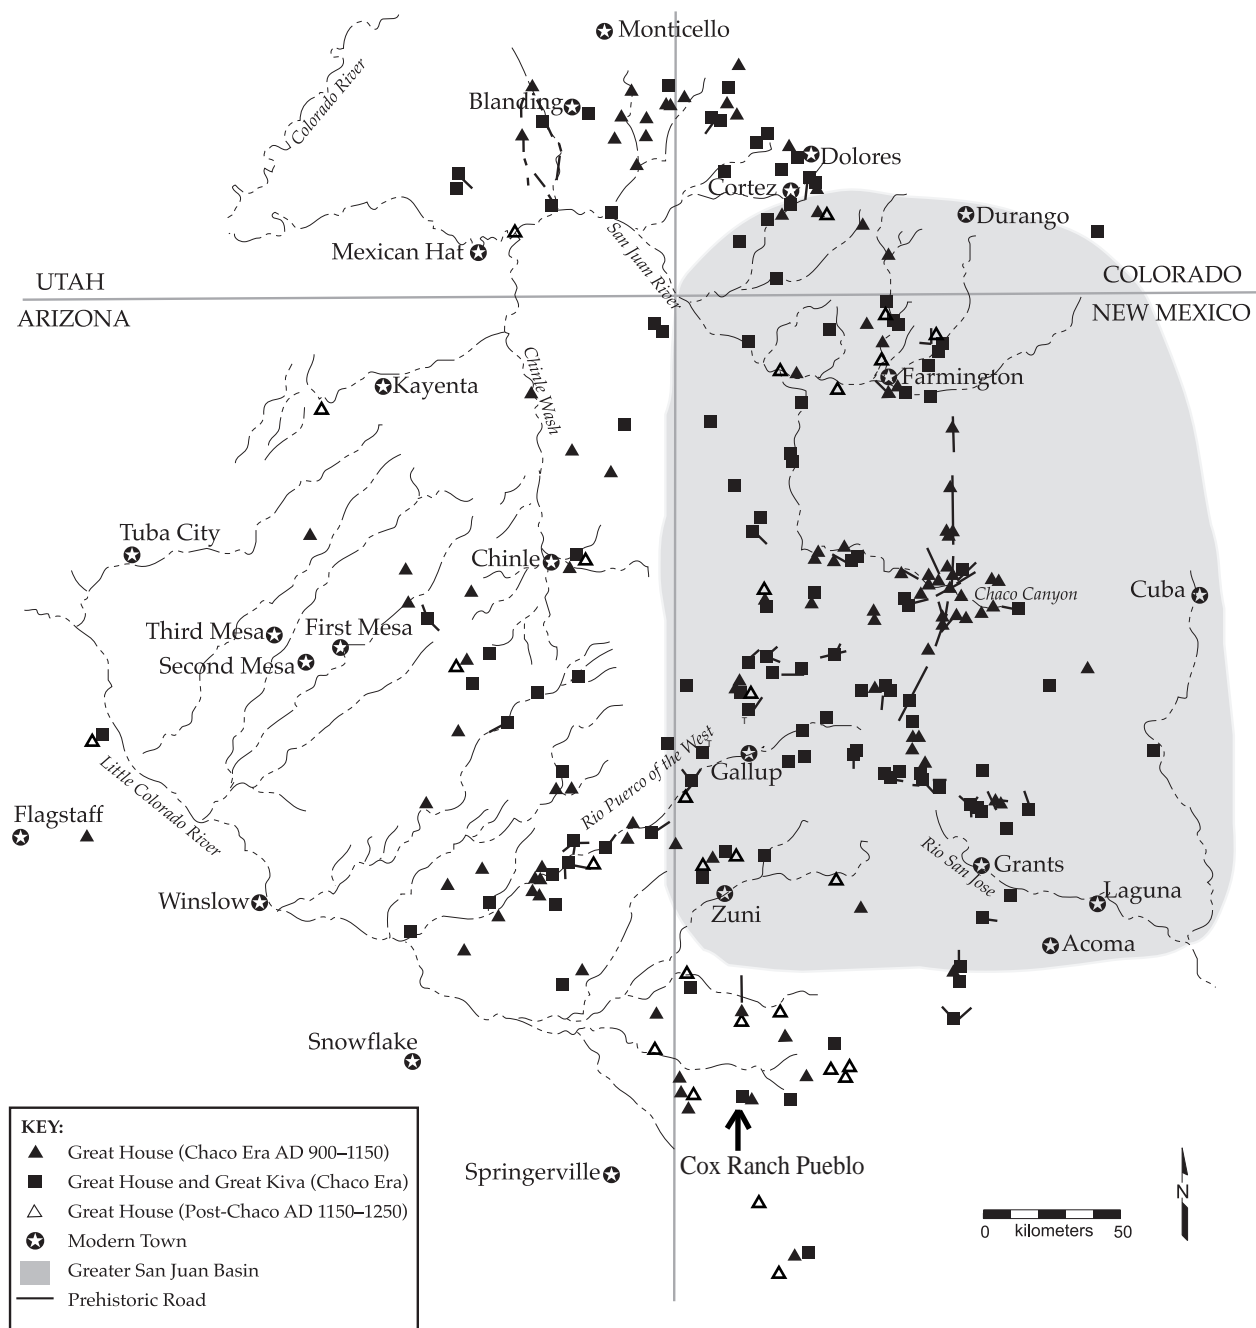 Monticello
Colorado River
Blanding
Dolores
Cortez
Durango
Mexican Hat
San Juan River
UTAH
COLORADO
ARIZONA
NEW MEXICO
Chinle Wash
Kayenta
Farmington
Tuba City
Chinle
Chaco Canyon
Cuba
Third Mesa
First Mesa
Second Mesa
Rio Puerco of the West
Gallup
Little Colorado River
Flagstaff
Rio San Jose
Grants
Laguna
Winslow
Zuni
Acoma
Snowflake
KEY:
Great House (Chaco Era AD 900–1150)
Great House and Great Kiva (Chaco Era)
Great House (Post-Chaco AD 1150–1250)
Modern Town
Greater San Juan Basin
Prehistoric Road
Springerville
Cox Ranch Pueblo
N
0 kilometers 50